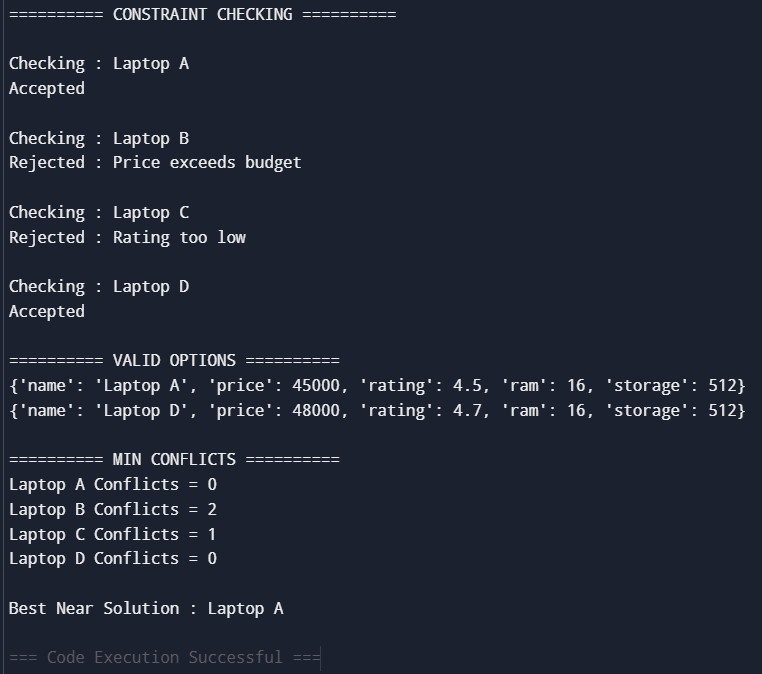 ========== CONSTRAINT CHECKING ==========
Checking : Laptop A
Accepted
Checking : Laptop B
Rejected : Price exceeds budget
Checking : Laptop C
Rejected : Rating too low
Checking : Laptop D
Accepted
========== VALID OPTIONS ==========
{'name': 'Laptop A', 'price': 45000, 'rating': 4.5, 'ram': 16, 'storage': 512}
{'name': 'Laptop D', 'price': 48000, 'rating': 4.7, 'ram': 16, 'storage': 512}
========== MIN CONFLICTS ==========
Laptop A Conflicts = 0
Laptop B Conflicts = 2
Laptop C Conflicts = 1
Laptop D Conflicts = 0
Best Near Solution : Laptop A
=== Code Execution Successful ===